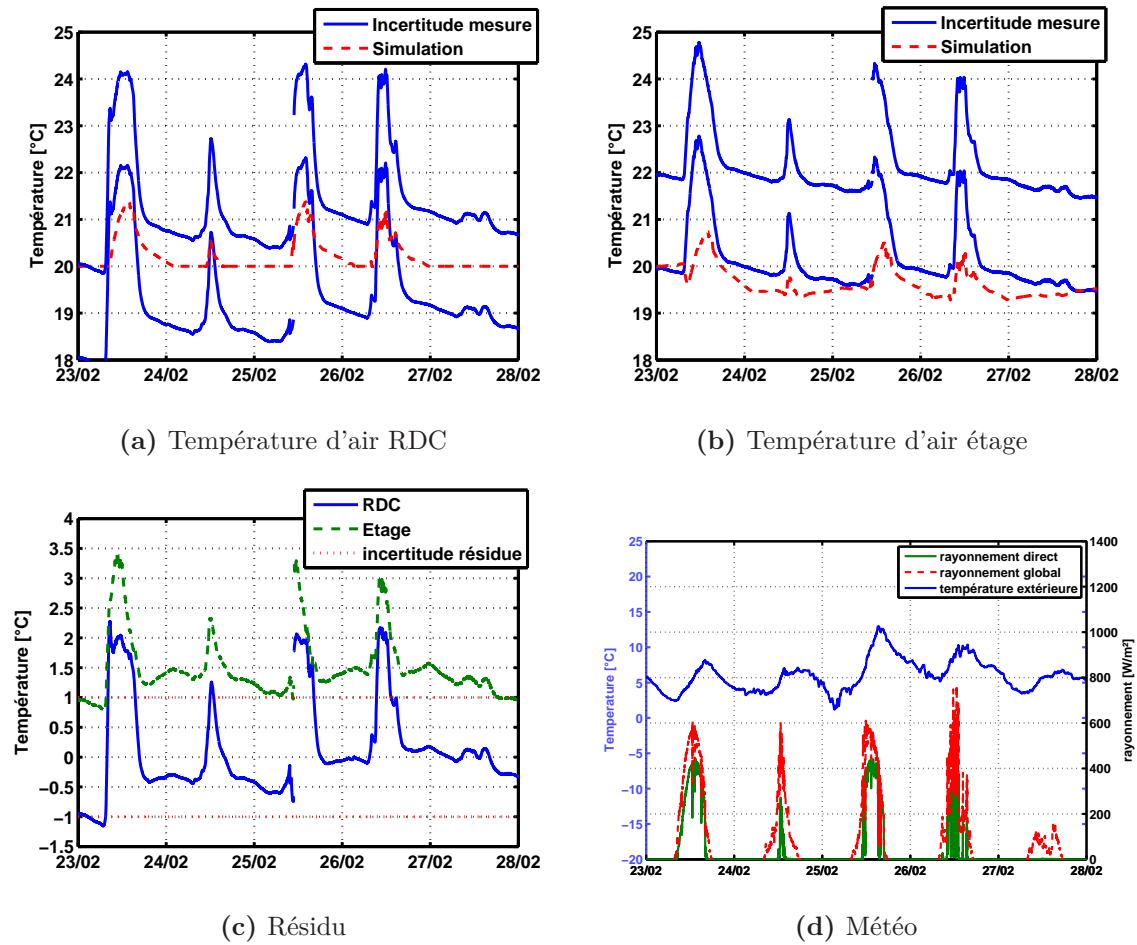 Incertitude mesure
Simulation
Température [°C]
25
24
23
22
21
20
19
18
23/02 24/02 25/02 26/02 27/02 28/02
(a) Température d'air RDC
Incertitude mesure
Simulation
Température [°C]
25
24
23
22
21
20
19
18
23/02 24/02 25/02 26/02 27/02 28/02
(b) Température d'air étage
RDC
Etage
incertitude résidue
Température [°C]
4
3.5
3
2.5
2
1.5
1
0.5
0
−0.5
−1
−1.5
23/02 24/02 25/02 26/02 27/02 28/02
(c) Résidu
rayonnement direct
rayonnement global
température extérieure
Temperature [°C]
25
20
15
10
5
0
−5
−10
−15
−20
1400
1200
1000
800
600
400
200
0
rayonnement [W/m²]
23/02 24/02 25/02 26/02 27/02 28/02
(d) Météo